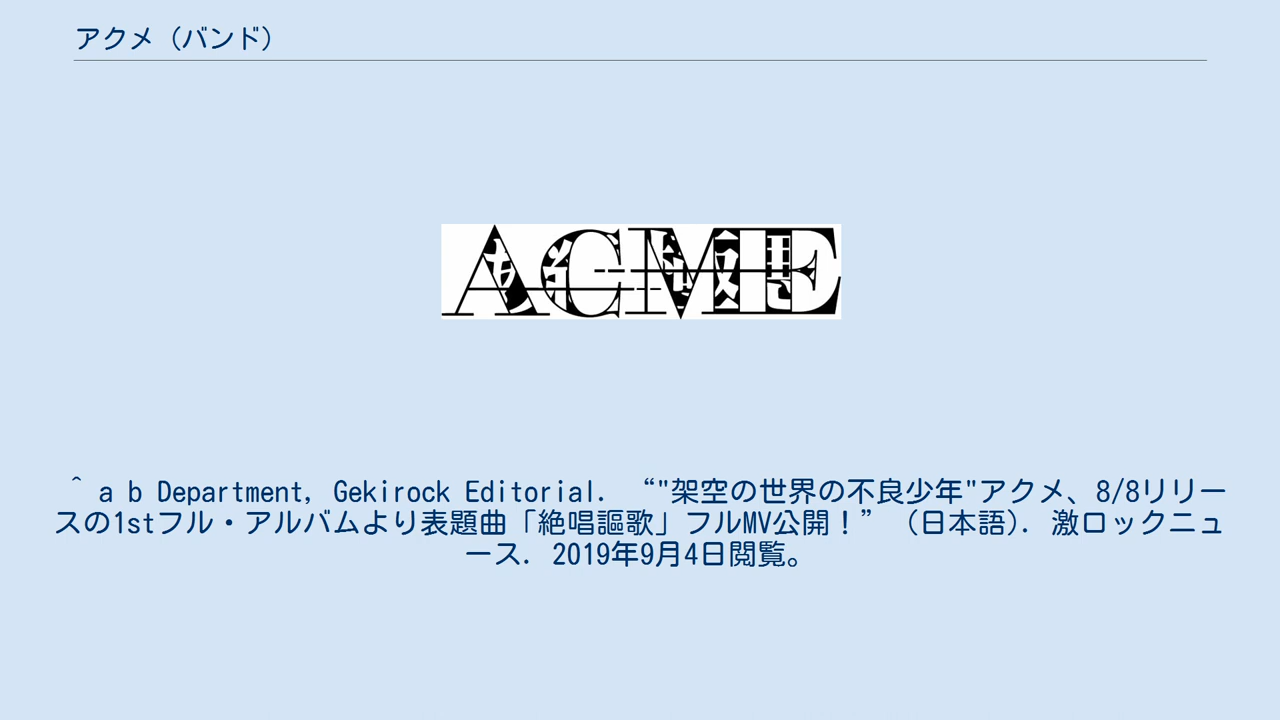 アクメ（バンド）
ACME
^ a b Department, Gekirock Editorial. “"架空の世界の不良少年"アクメ、8/8リリー
スの1stフル・アルバムより表題曲「絶唱謳歌」フルMV公開！” （日本語). 激ロックニュ
ース. 2019年9月4日閲覧。